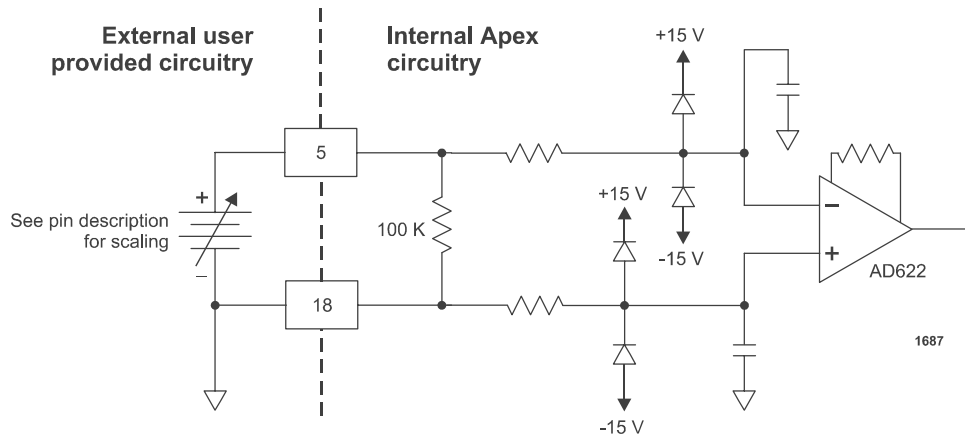 External user
provided circuitry
Internal Apex
circuitry
+15 V
5
+
See pin description
for scaling
–
100 K
+15 V
-15 V
–
+
AD622
18
-15 V
1687